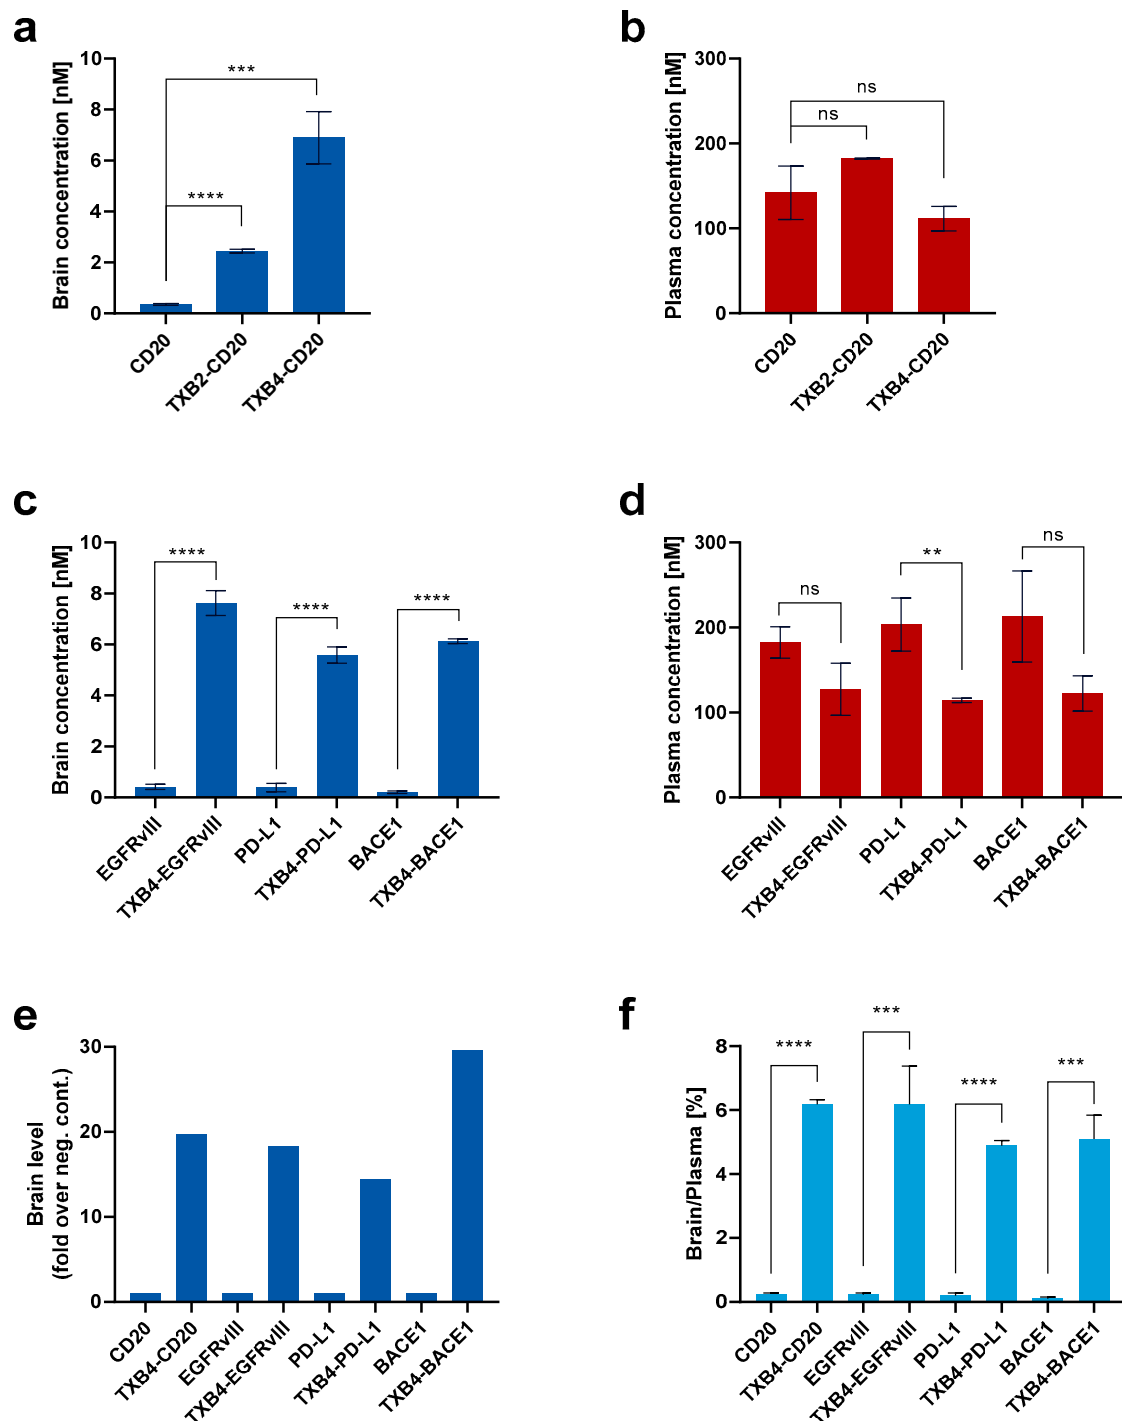 a
Brain concentration [nM]
10
8
6
4
2
0
***
****
CD20
TXB2-CD20
TXB4-CD20
b
Plasma concentration [nM]
300
200
100
0
ns
ns
CD20
TXB2-CD20
TXB4-CD20
c
Brain concentration [nM]
10
8
6
4
2
0
****
****
****
EGFRvIII
TXB4-EGFRvIII
PD-L1
TXB4-PD-L1
BACE1
TXB4-BACE1
d
Plasma concentration [nM]
300
200
100
0
ns
**
ns
EGFRvIII
TXB4-EGFRvIII
PD-L1
TXB4-PD-L1
BACE1
TXB4-BACE1
e
Brain level
(fold over neg. cont.)
30
20
10
0
CD20
TXB4-CD20
EGFRvIII
TXB4-EGFRvIII
PD-L1
TXB4-PD-L1
BACE1
TXB4-BACE1
f
Brain/Plasma [%]
8
6
4
2
0
****
***
****
***
CD20
TXB4-CD20
EGFRvIII
TXB4-EGFRvIII
PD-L1
TXB4-PD-L1
BACE1
TXB4-BACE1